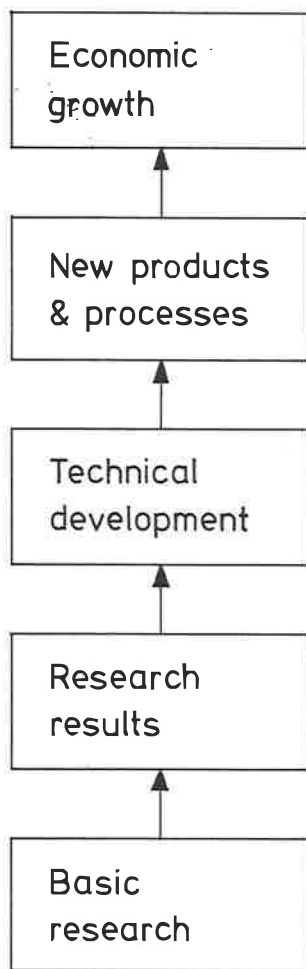 Economic
growth
New products
& processes
Technical
development
Research
results
Basic
research